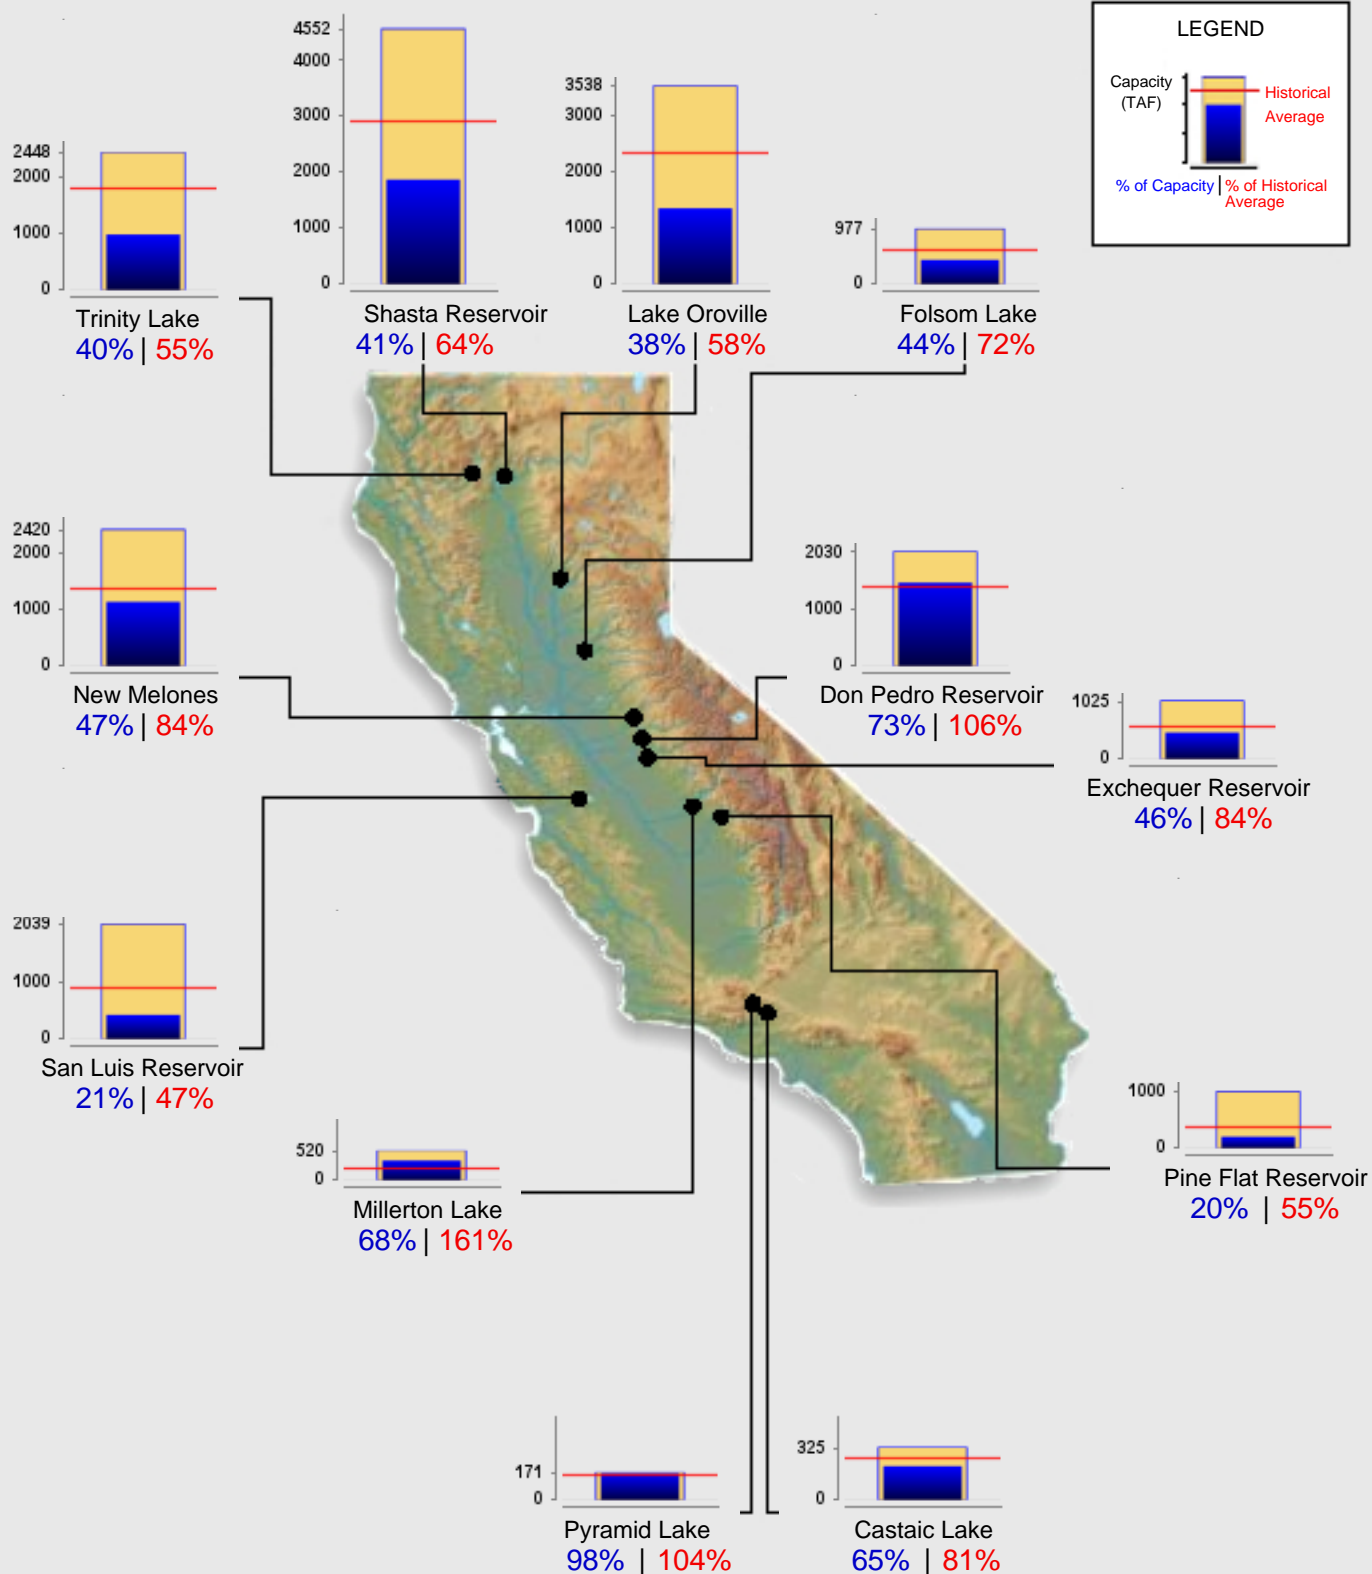 LEGEND
Capacity
(TAF)
Historical
Average
% of Capacity | % of Historical
Average
4552
4000
3000
2000
1000
0
Shasta Reservoir
41% | 64%
3538
3000
2000
1000
0
Lake Oroville
38% | 58%
977
0
Folsom Lake
44% | 72%
2448
2000
1000
0
Trinity Lake
40% | 55%
2420
2000
1000
0
New Melones
47% | 84%
2030
1000
0
Don Pedro Reservoir
73% | 106%
1025
0
Exchequer Reservoir
46% | 84%
2039
1000
0
San Luis Reservoir
21% | 47%
520
0
Millerton Lake
68% | 161%
1000
0
Pine Flat Reservoir
20% | 55%
171
0
Pyramid Lake
98% | 104%
325
0
Castaic Lake
65% | 81%